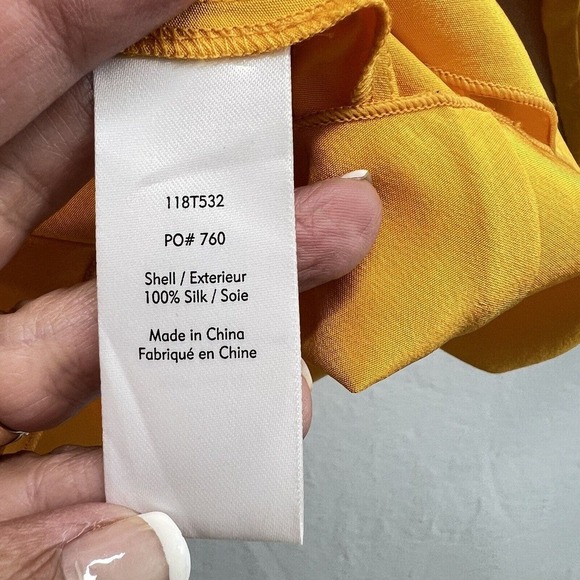 118T532
PO# 760
Shell / Exterieur
100% Silk / Soie
Made in China
Fabriqué en Chine